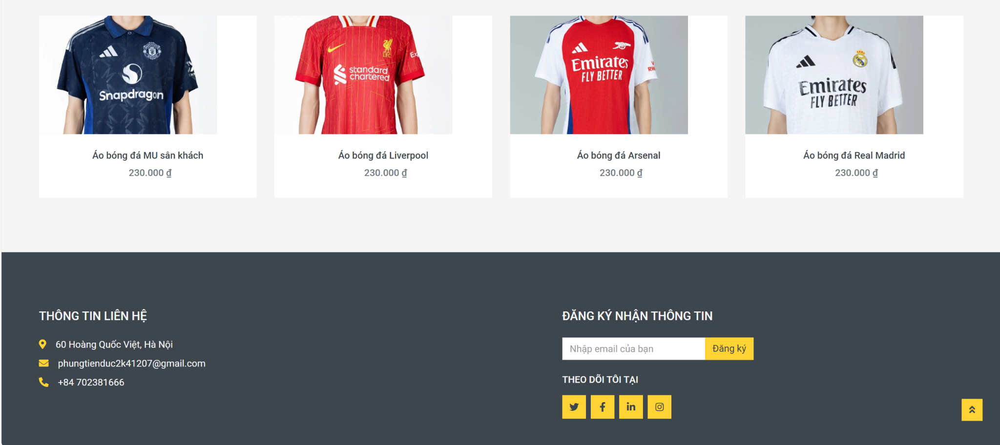 Snapdragon
standard
chartered
L.F.C.
Ex
Emirates
FLY BETTER
RW
Emirates
FLY BETTER
Áo bóng đá MU sân khách
230.000 ₫
Áo bóng đá Liverpool
230.000 ₫
Áo bóng đá Arsenal
230.000 ₫
Áo bóng đá Real Madrid
230.000 ₫
THÔNG TIN LIÊN HỆ
60 Hoàng Quốc Việt, Hà Nội
phungtienduc2k41207@gmail.com
+84 702381666
ĐĂNG KÝ NHẬN THÔNG TIN
Nhập email của bạn
Đăng ký
THEO DÕI TÔI TẠI